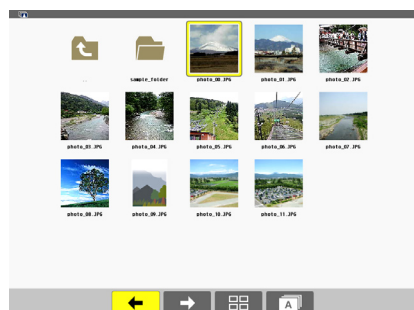 ..
sample_folder
photo_00.JPG
photo_01.JPG
photo_02.JPG
photo_03.JPG
photo_04.JPG
photo_05.JPG
photo_06.JPG
photo_07.JPG
photo_08.JPG
photo_09.JPG
photo_10.JPG
photo_11.JPG
A